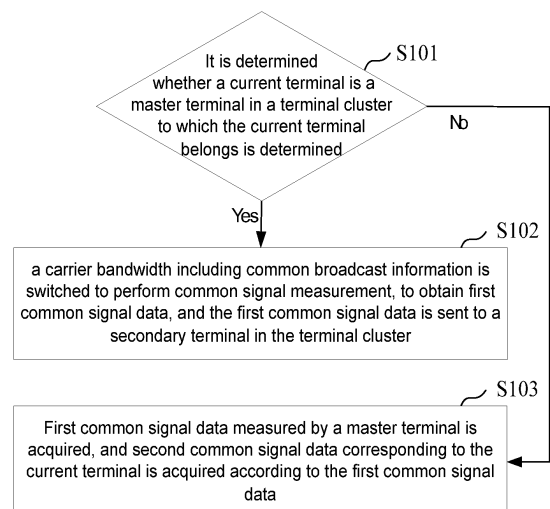 It is determined
whether a current terminal is a
master terminal in a terminal cluster
to which the current terminal
belongs is determined
S101
No
Yes
S102
a carrier bandwidth including common broadcast information is
switched to perform common signal measurement, to obtain first
common signal data, and the first common signal data is sent to a
secondary terminal in the terminal cluster
S103
First common signal data measured by a master terminal is
acquired, and second common signal data corresponding to the
current terminal is acquired according to the first common signal
data